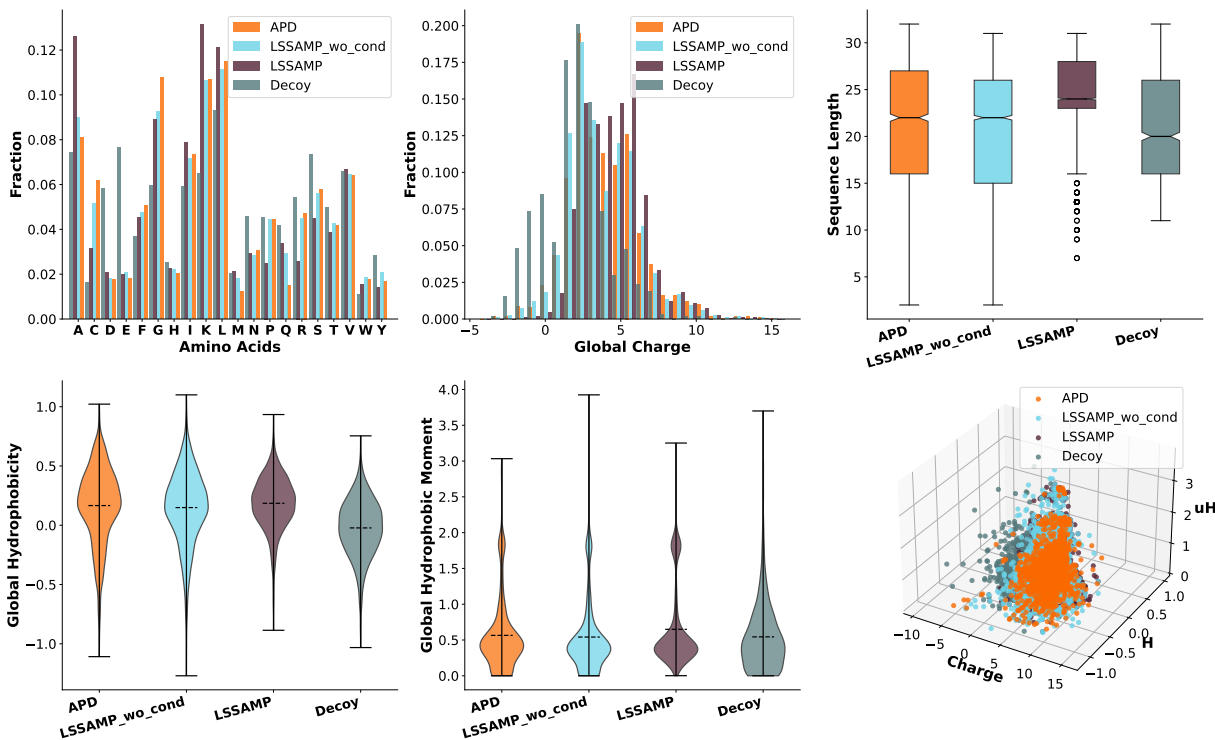 0.12
0.10
0.08
0.06
0.04
0.02
0.00
Fraction
A C D E F G H I K L M N P Q R S T V W Y
Amino Acids
APD
LSSAMP_wo_cond
LSSAMP
Decoy
0.200
0.175
0.150
0.125
0.100
0.075
0.050
0.025
0.000
Fraction
−5 0 5 10 15
Global Charge
APD
LSSAMP_wo_cond
LSSAMP
Decoy
30
25
20
15
10
5
Sequence Length
APD
LSSAMP_wo_cond
LSSAMP
Decoy
1.0
0.5
0.0
−0.5
−1.0
Global Hydrophobicity
APD
LSSAMP_wo_cond
LSSAMP
Decoy
4.0
3.5
3.0
2.5
2.0
1.5
1.0
0.5
0.0
Global Hydrophobic Moment
APD
LSSAMP_wo_cond
LSSAMP
Decoy
APD
LSSAMP_wo_cond
LSSAMP
Decoy
3
2
1
0
uH
1.0
0.5
0.0
−0.5
−1.0
H
−10
−5
0
5
10
15
Charge